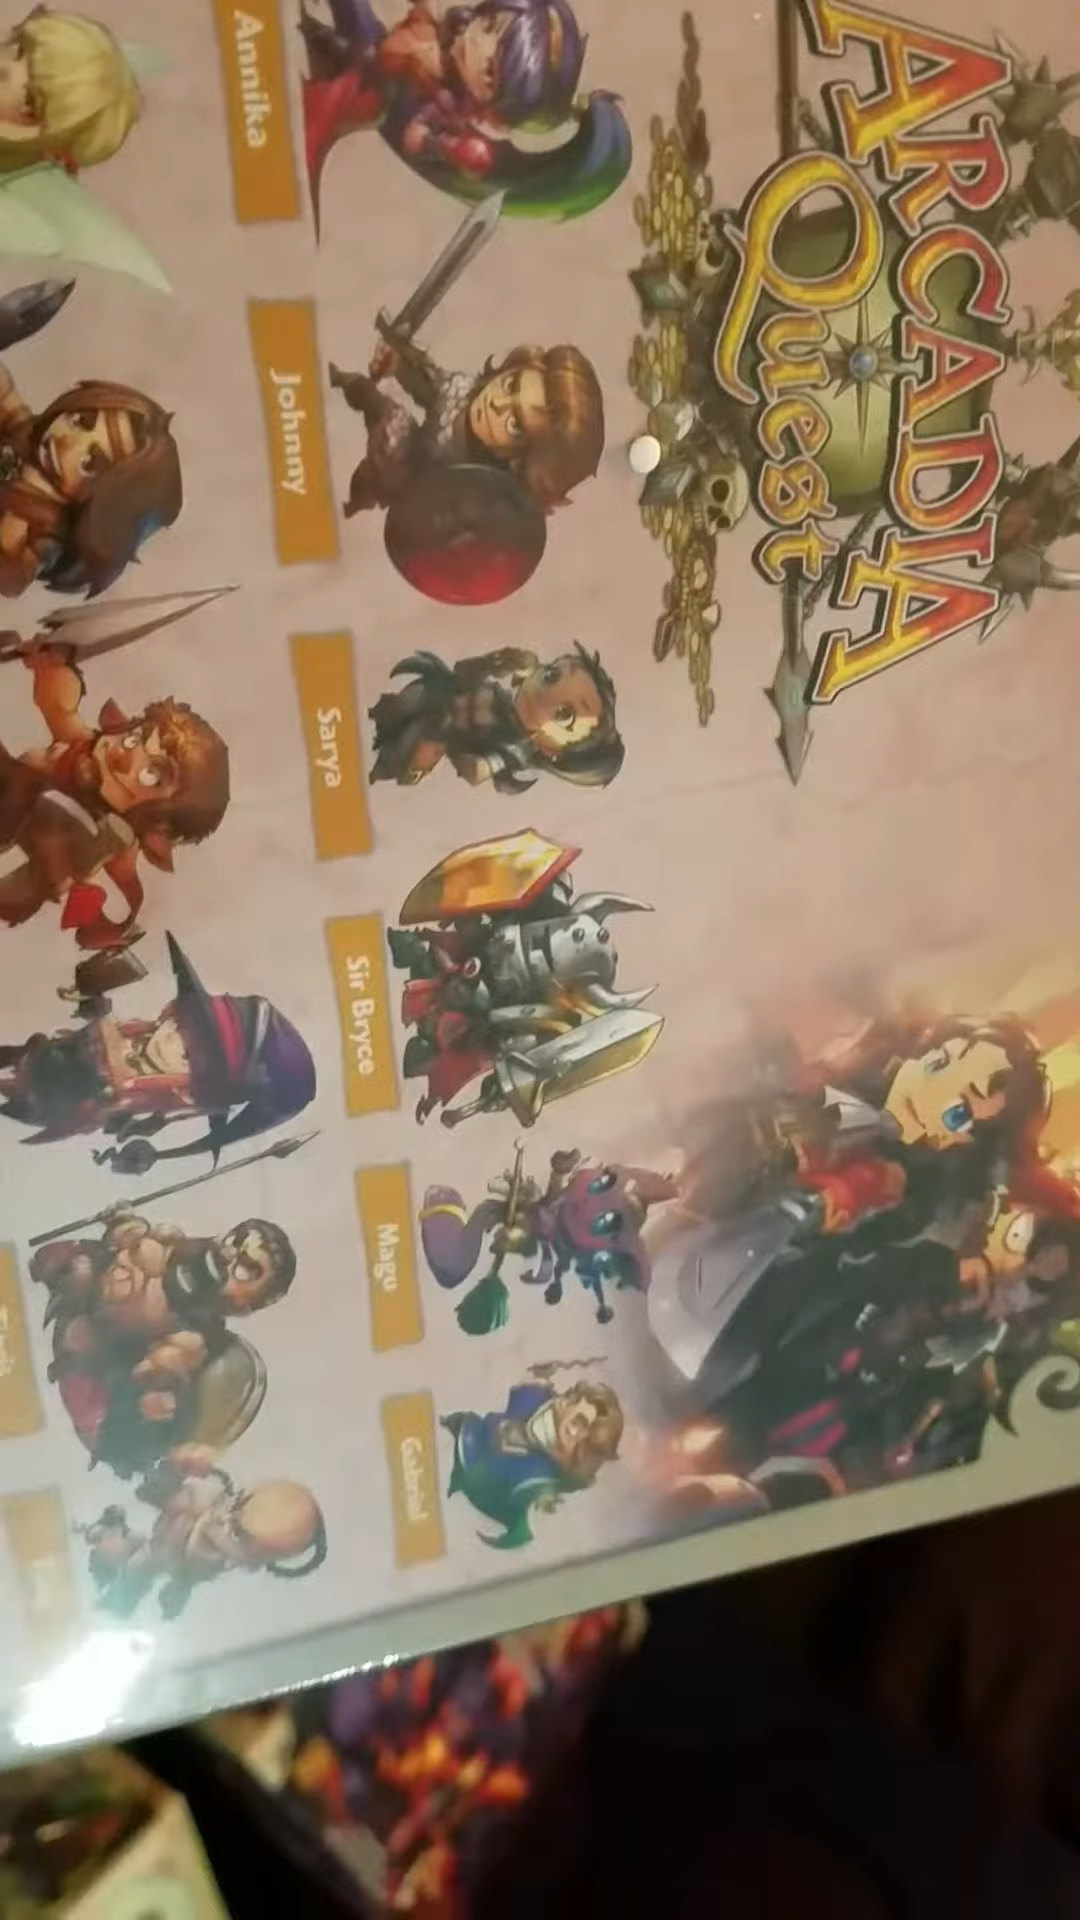 ARCADIA
Quest
Annika
Johnny
Sarya
Sir Bryce
Magu
Gabriel